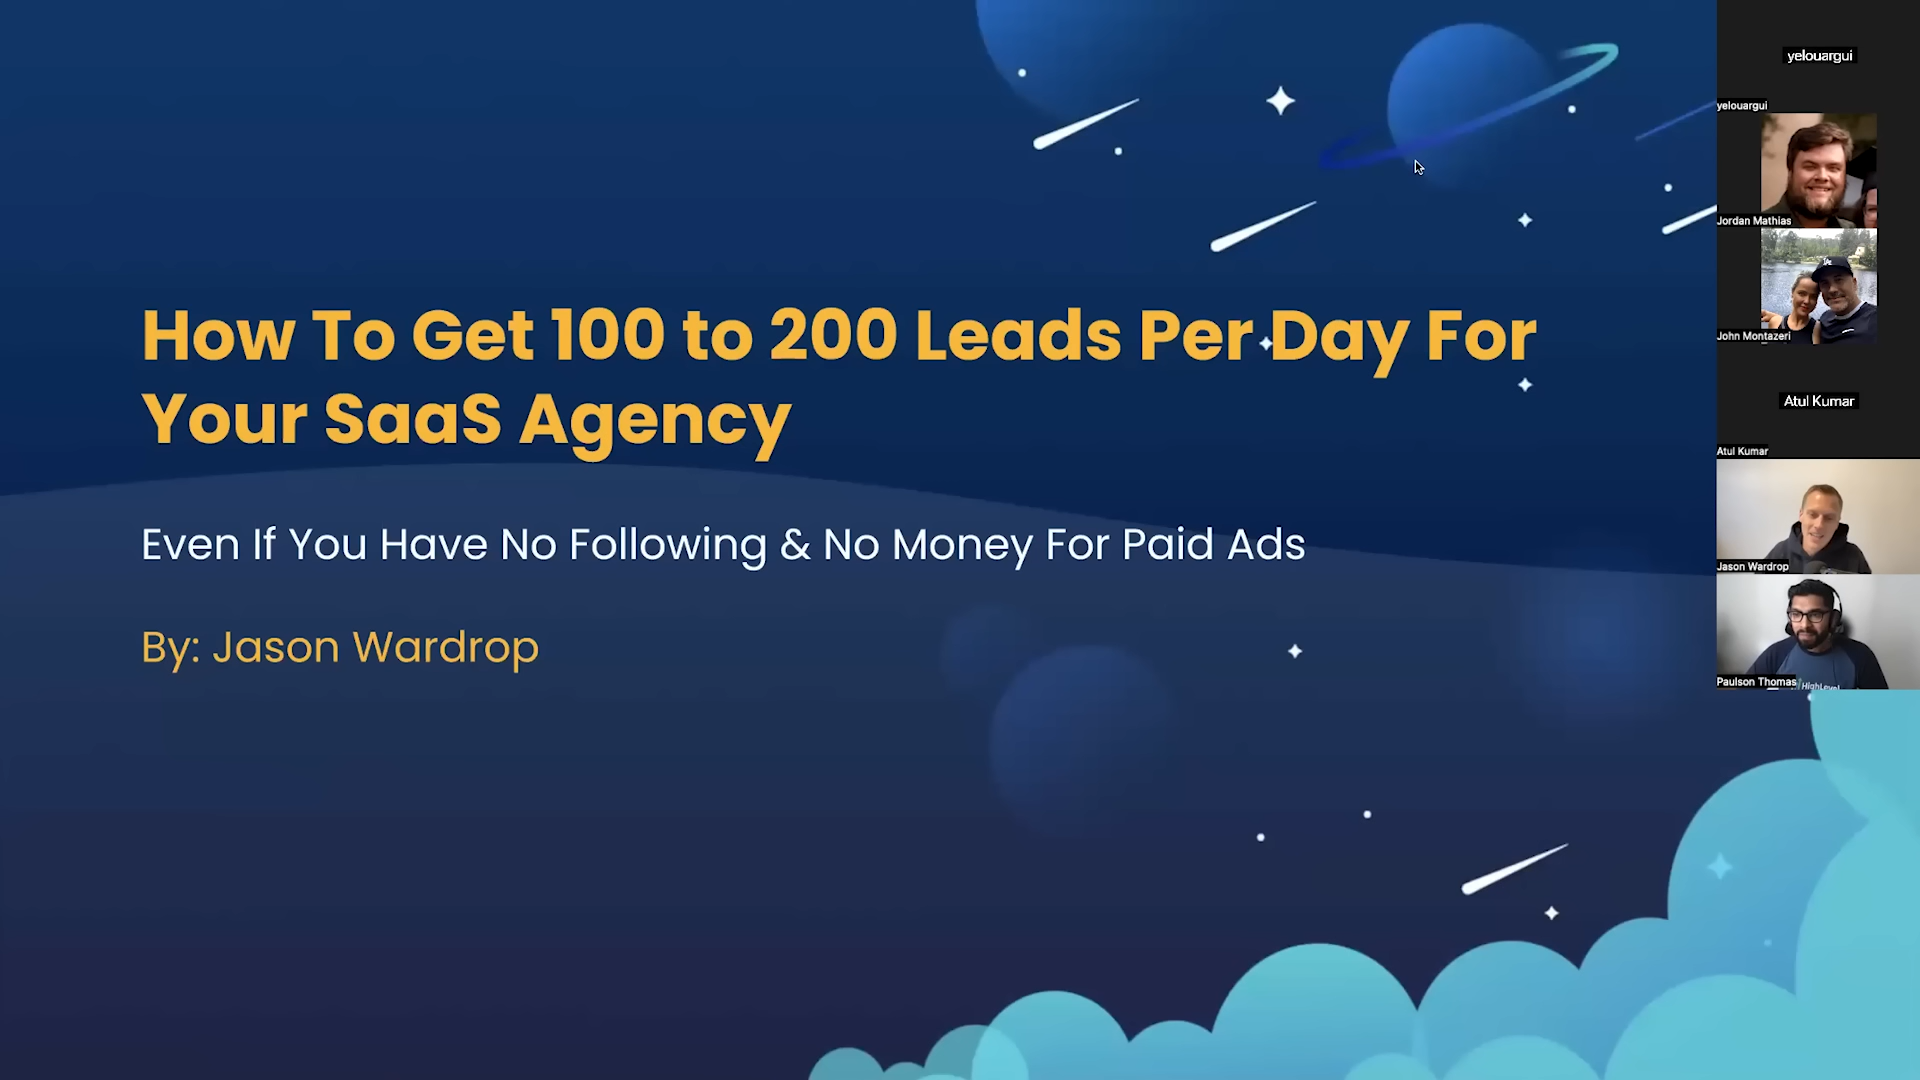 How To Get 100 to 200 Leads Per Day For
Your SaaS Agency
Even If You Have No Following & No Money For Paid Ads
By: Jason Wardrop
yelouargui
yelouargui
Jordan Mathias
LA
John Montazeri
Atul Kumar
Atul Kumar
Jason Wardrop
Paulson Thomas
HighLevel